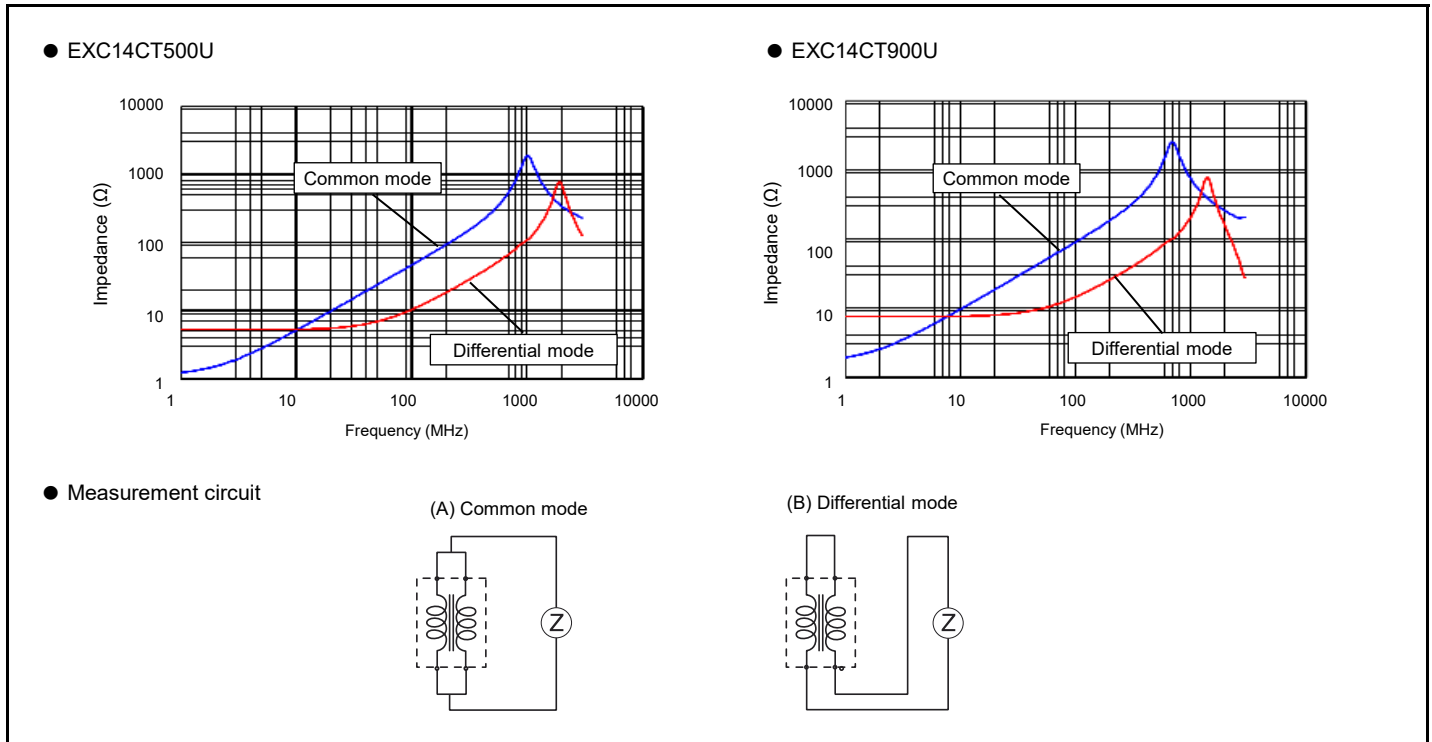 ● EXC14CT500U
10000
1000
100
10
1
Impedance (Ω)
Common mode
Differential mode
1 10 100 1000 10000
Frequency (MHz)
● EXC14CT900U
10000
1000
100
10
1
Impedance (Ω)
Common mode
Differential mode
1 10 100 1000 10000
Frequency (MHz)
● Measurement circuit
(A) Common mode
Z
(B) Differential mode
Z